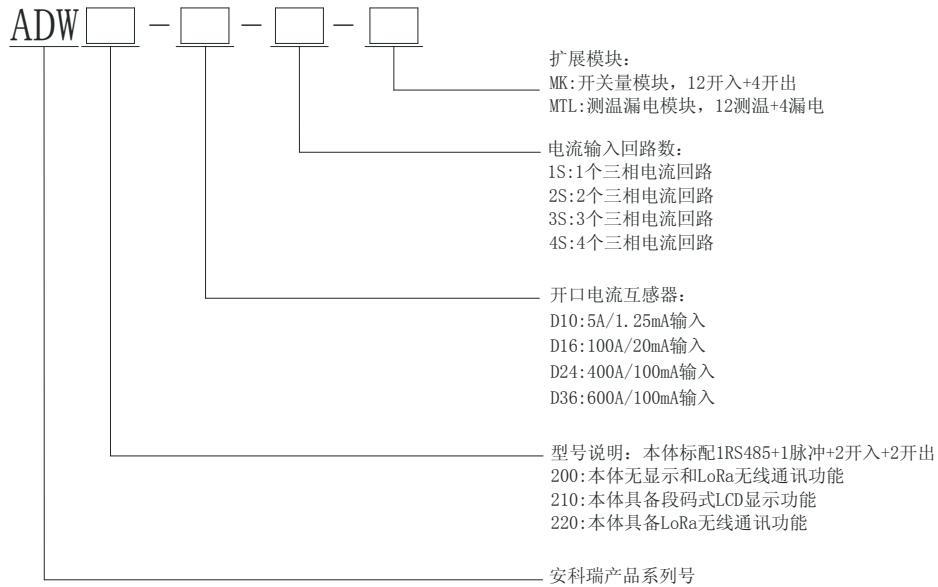 ADW□-□-□-□
扩展模块：
MK:开关量模块，12开入+4开出
MTL:测温漏电模块，12测温+4漏电
电流输入回路数：
1S:1个三相电流回路
2S:2个三相电流回路
3S:3个三相电流回路
4S:4个三相电流回路
开口电流互感器：
D10:5A/1.25mA输入
D16:100A/20mA输入
D24:400A/100mA输入
D36:600A/100mA输入
型号说明：本体标配1RS485+1脉冲+2开入+2开出
200:本体无显示和LoRa无线通讯功能
210:本体具备段码式LCD显示功能
220:本体具备LoRa无线通讯功能
安科瑞产品系列号